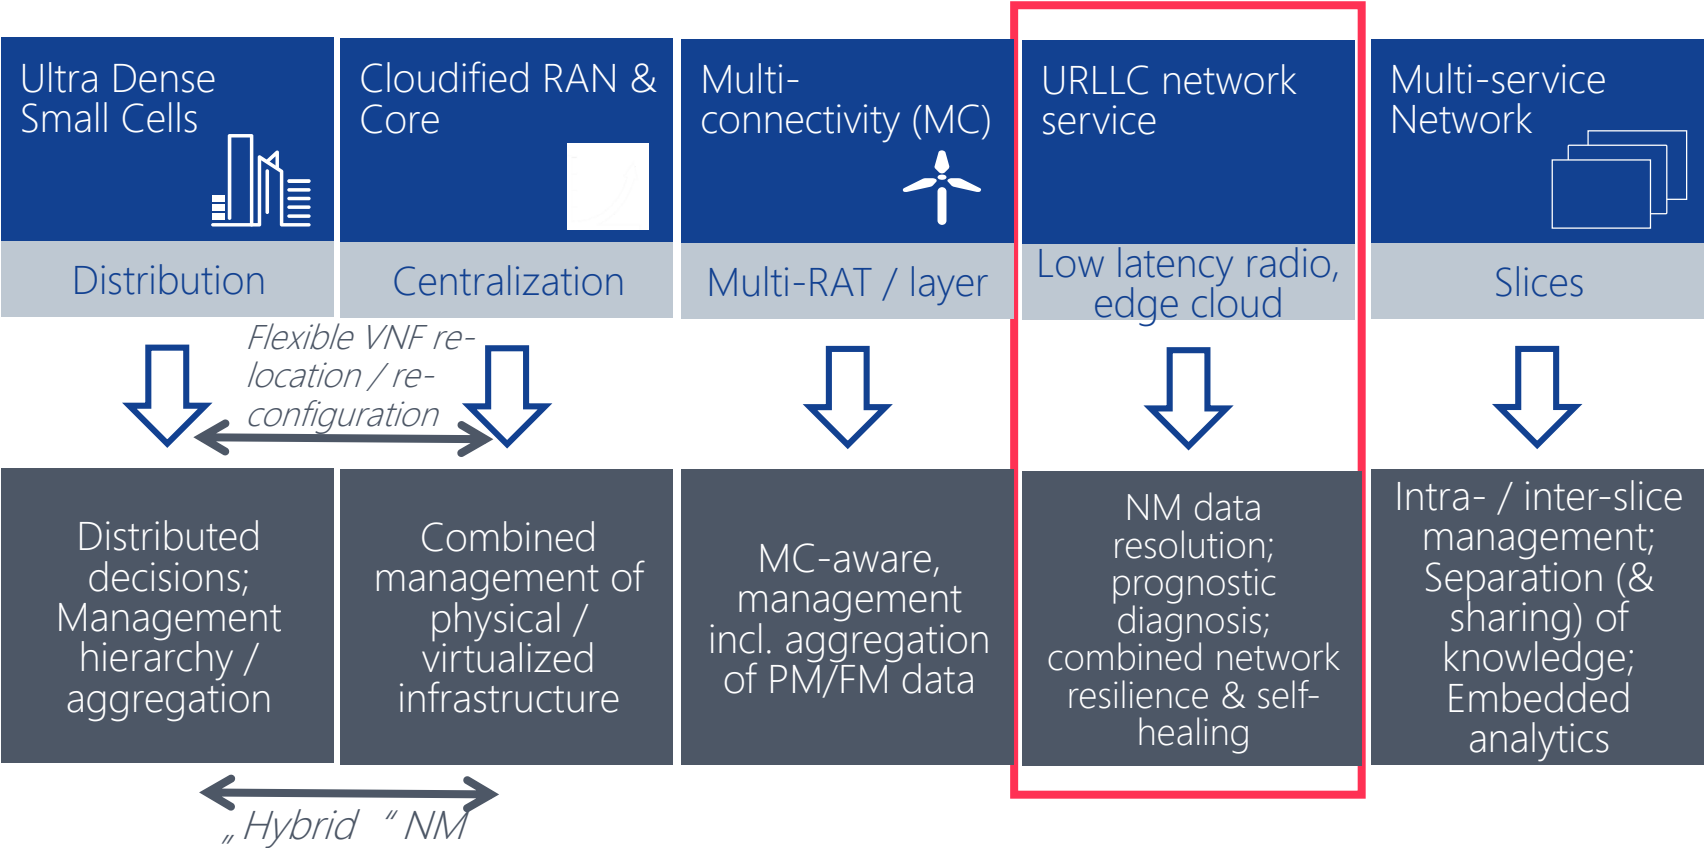 Ultra Dense
Small Cells
Cloudified RAN &
Core
Multi-
connectivity (MC)
URLLC network
service
Multi-service
Network
Distribution
Centralization
Multi-RAT / layer
Low latency radio,
edge cloud
Slices
Flexible VNF re-
location / re-
configuration
Distributed
decisions;
Management
hierarchy /
aggregation
Combined
management of
physical /
virtualized
infrastructure
MC-aware,
management
incl. aggregation
of PM/FM data
NM data
resolution;
prognostic
diagnosis;
combined network
resilience & self-
healing
Intra- / inter-slice
management;
Separation (&
sharing) of
knowledge;
Embedded
analytics
„Hybrid “ NM